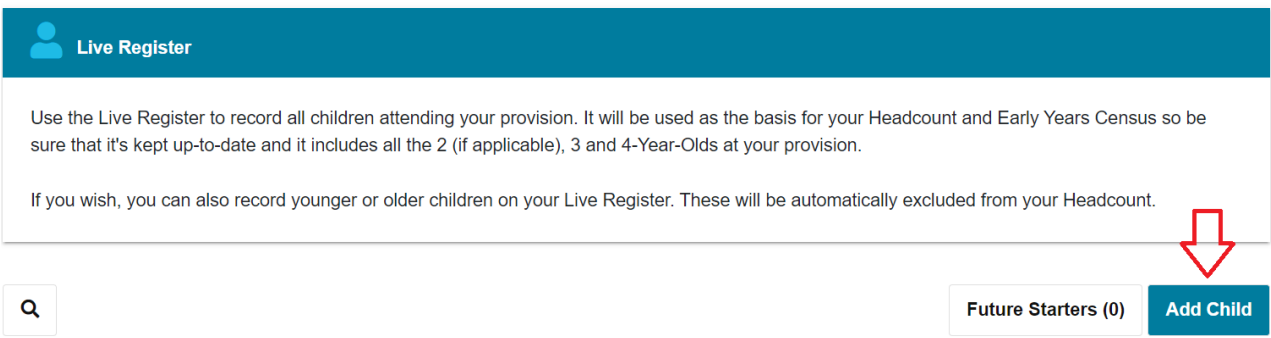 Live Register
Use the Live Register to record all children attending your provision. It will be used as the basis for your Headcount and Early Years Census so be
sure that it's kept up-to-date and it includes all the 2 (if applicable), 3 and 4-Year-Olds at your provision.
If you wish, you can also record younger or older children on your Live Register. These will be automatically excluded from your Headcount.
Future Starters (0) Add Child